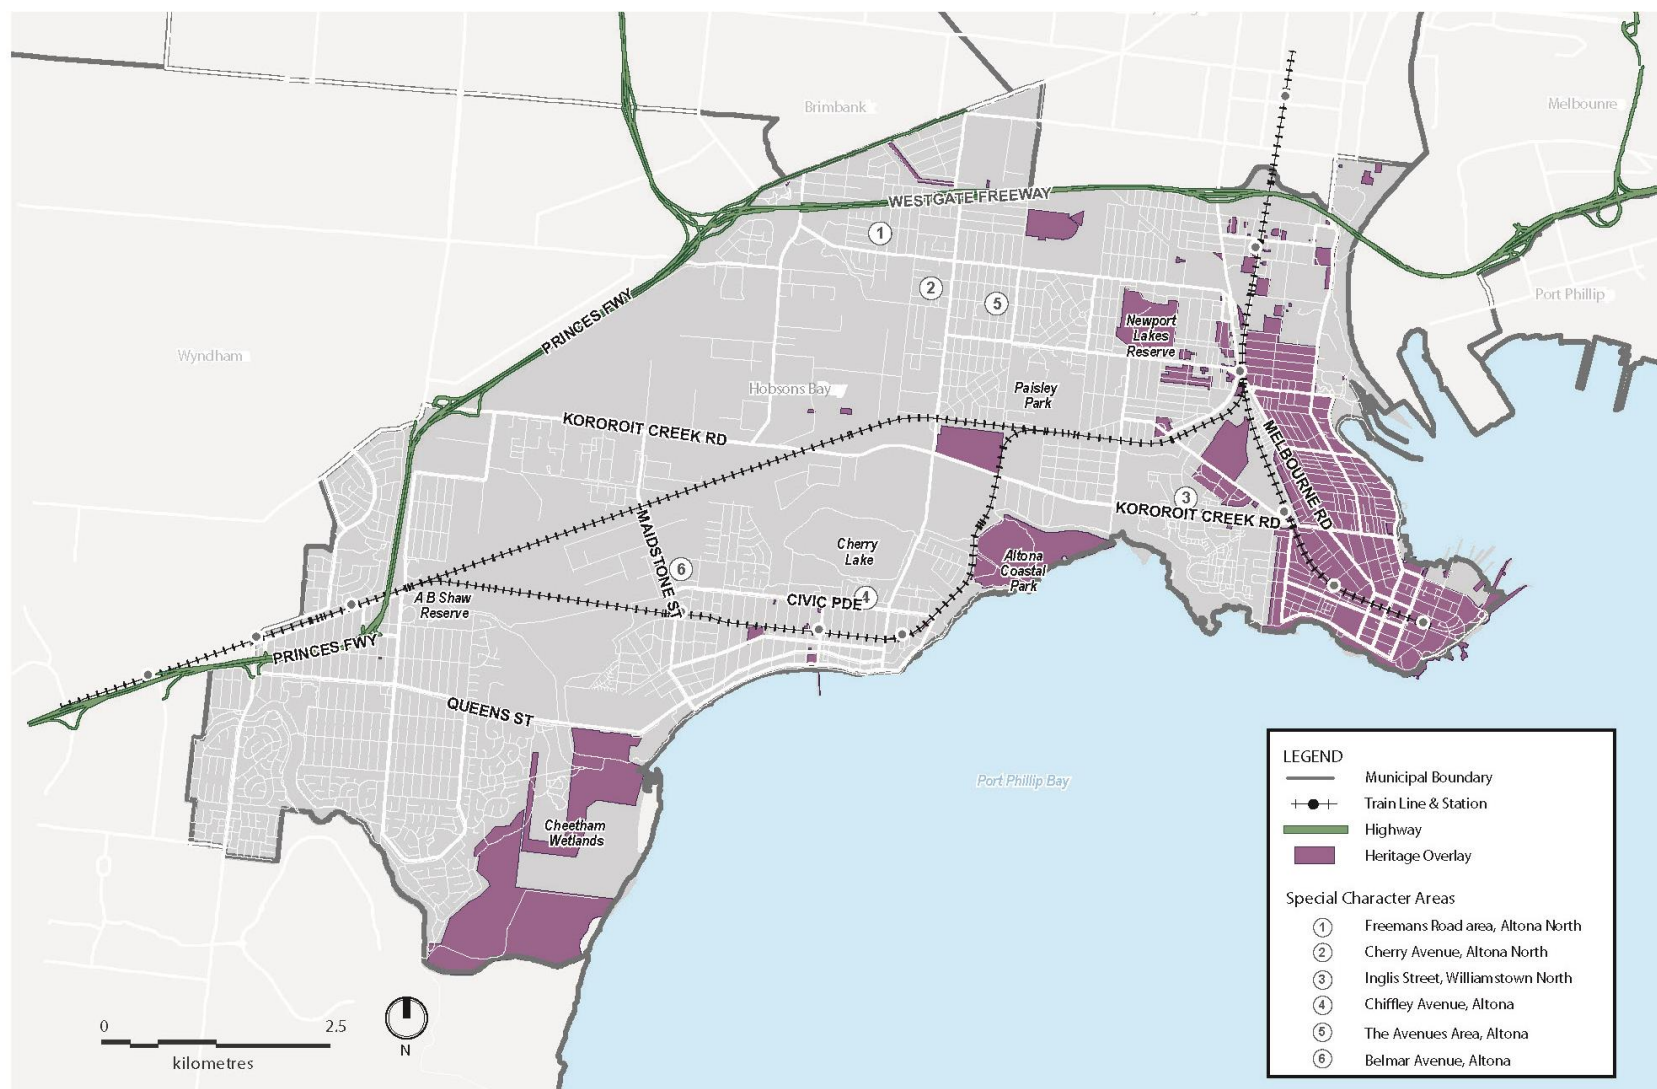 Brimbank
Melbounre
WESTGATE FREEWAY
1
2
5
PRINCES FWY
Port Phillip
Newport
Lakes
Reserve
Wyndham
Hobsons Bay
Paisley
Park
KOROROIT CREEK RD
MELBOURNE RD
3
KOROROIT CREEK RD
MAIDSTONE ST
Cherry
Lake
6
Altona
Coastal
Park
A B Shaw
Reserve
CIVIC PDE
4
PRINCES FWY
QUEENS ST
Port Phillip Bay
Cheetham
Wetlands
LEGEND
Municipal Boundary
Train Line & Station
Highway
Heritage Overlay
Special Character Areas
1 Freemans Road area, Altona North
2 Cherry Avenue, Altona North
3 Inglis Street, Williamstown North
4 Chiffley Avenue, Altona
5 The Avenues Area, Altona
6 Belmar Avenue, Altona
0 2.5
kilometres
N